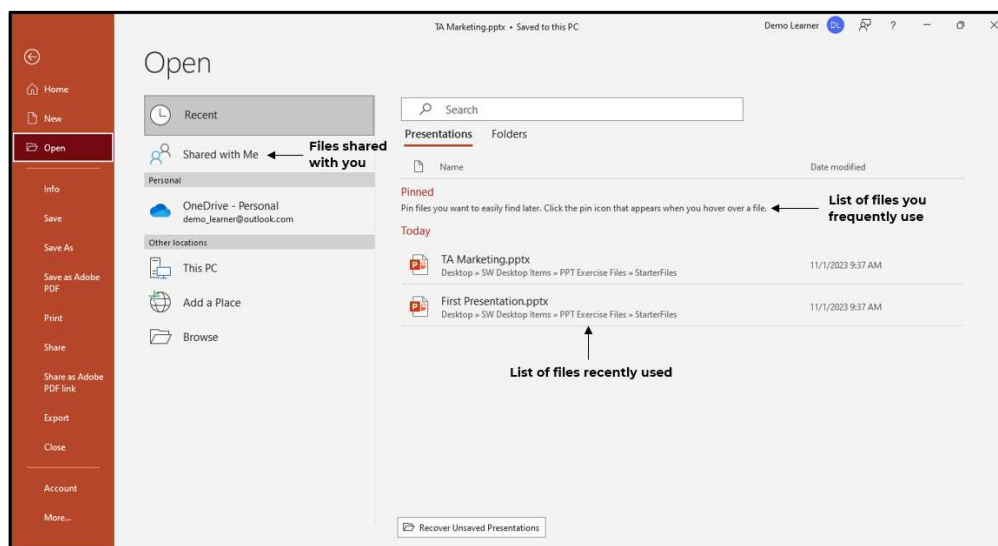 TA Marketing.pptx • Saved to this PC
Demo Learner
DL
?
Home
New
Open
Info
Save
Save As
Save as Adobe
PDF
Print
Share
Share as Adobe
PDF link
Export
Close
Account
More...
Open
Recent
Shared with Me
Files shared
with you
Personal
OneDrive - Personal
demo_learner@outlook.com
Other locations
This PC
Add a Place
Browse
Search
Presentations
Folders
Name
Date modified
Pinned
Pin files you want to easily find later. Click the pin icon that appears when you hover over a file.
List of files you
frequently use
Today
TA Marketing.pptx
Desktop » SW Desktop Items » PPT Exercise Files » StarterFiles
11/1/2023 9:37 AM
First Presentation.pptx
Desktop » SW Desktop Items » PPT Exercise Files » StarterFiles
11/1/2023 9:37 AM
List of files recently used
Recover Unsaved Presentations